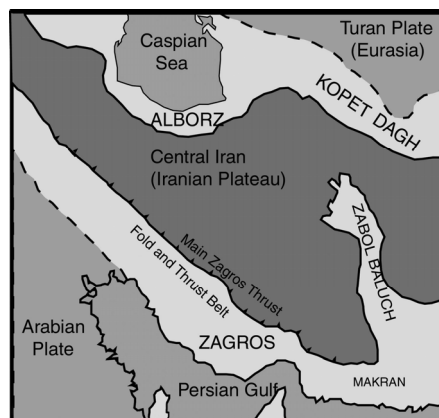 Turan Plate
(Eurasia)
Caspian
Sea
KOPET DAGH
ALBORZ
Central Iran
(Iranian Plateau)
ZABOL BALUCH
Main Zagros Thrust
Fold and Thrust Belt
Arabian
Plate
ZAGROS
Persian Gulf
MAKRAN